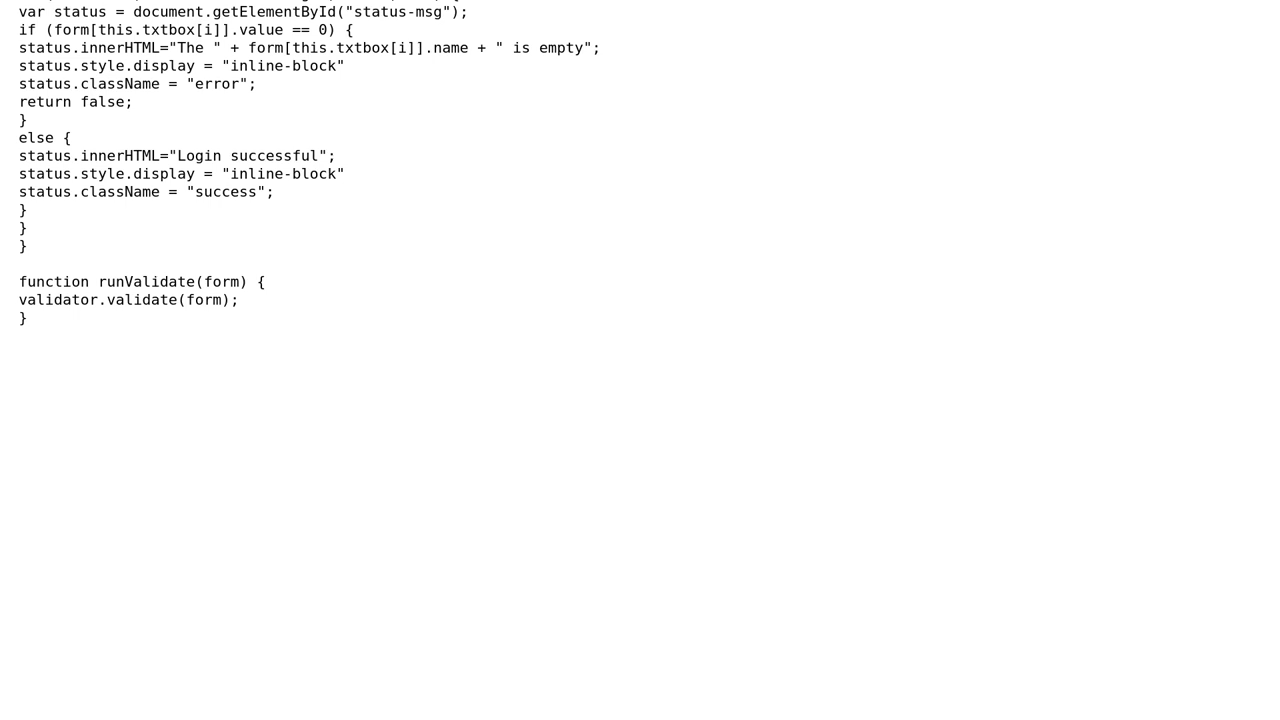 var status = document.getElementById("status-msg");
if (form[this.txtbox[i]].value == 0) {
status.innerHTML="The " + form[this.txtbox[i]].name + " is empty";
status.style.display = "inline-block"
status.className = "error";
return false;
}
else {
status.innerHTML="Login successful";
status.style.display = "inline-block"
status.className = "success";
}
}
}
function runValidate(form) {
validator.validate(form);
}